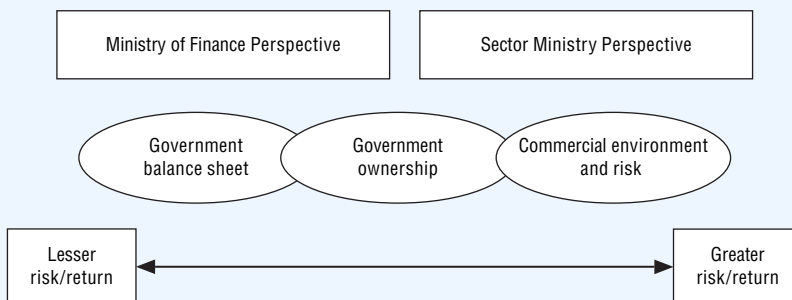 Ministry of Finance Perspective
Sector Ministry Perspective
Government
balance sheet
Government
ownership
Commercial environment
and risk
Lesser
risk/return
Greater
risk/return